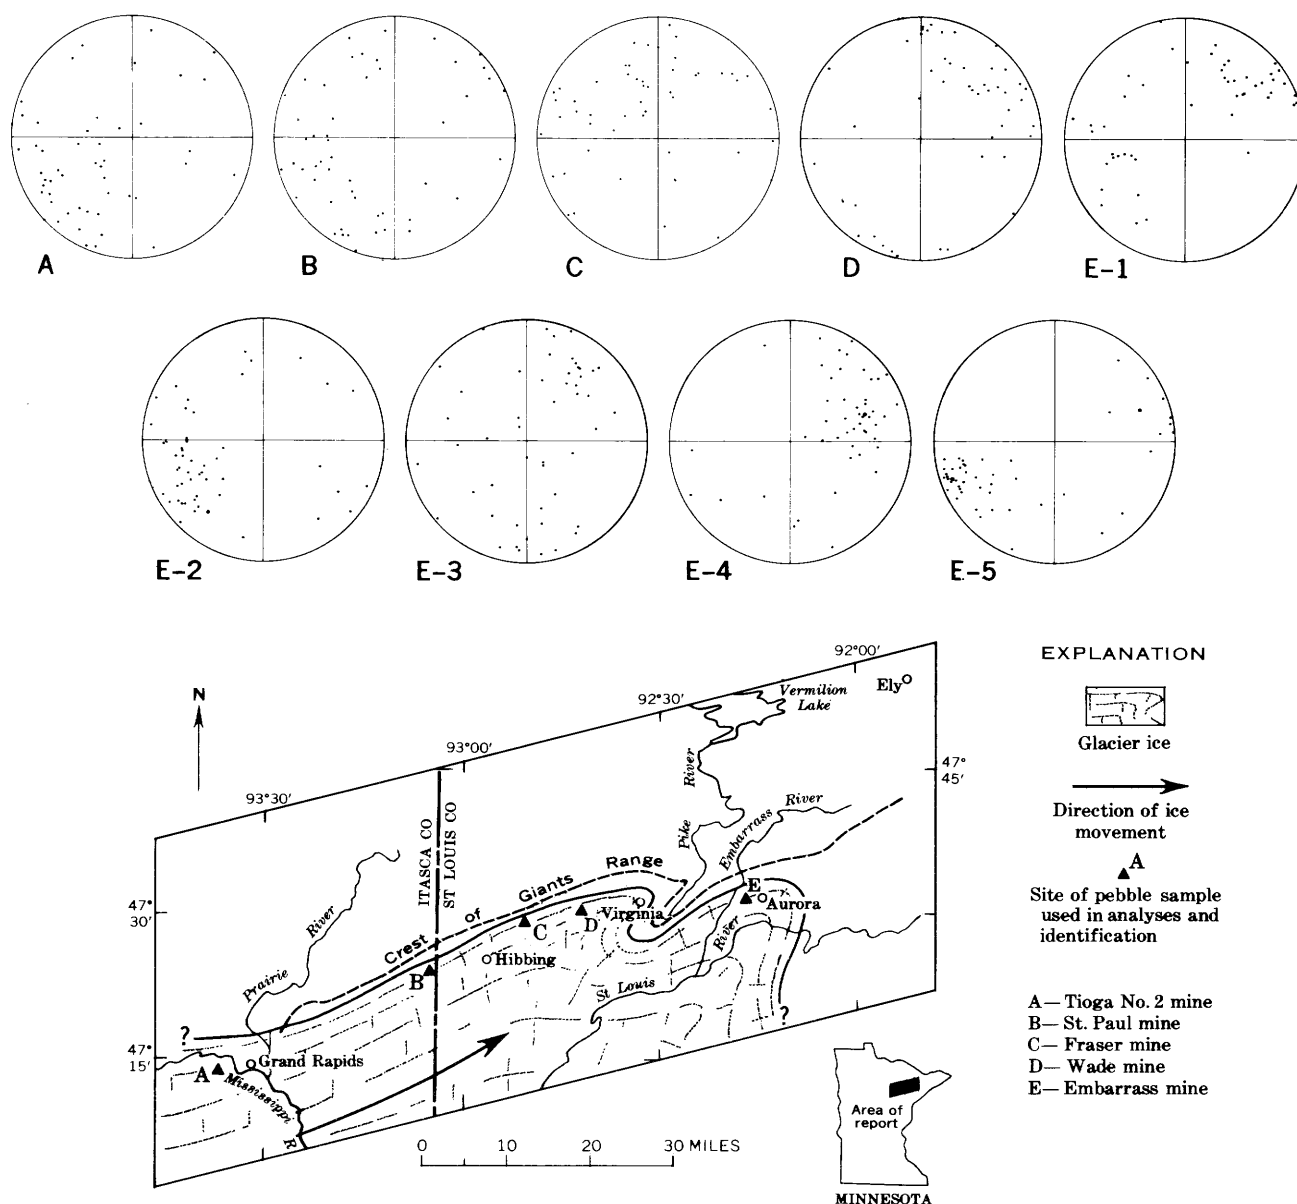 A
B
C
D
E-1
E-2
E-3
E-4
E-5
N
93°30'
93°00'
92°30'
92°00'
47°
45'
47°
30'
47°
15'
Vermilion
Lake
Ely
ITASCA CO
ST LOUIS CO
Crest of Giants Range
Prairie River
Pike River
Embarrass River
River
St Louis
Virginia
Aurora
Hibbing
Grand Rapids
Mississippi R
A
B
C
D
E
?
?
0 10 20 30 MILES
EXPLANATION
Glacier ice
Direction of ice
movement
A
Site of pebble sample
used in analyses and
identification
A— Tioga No. 2 mine
B— St. Paul mine
C— Fraser mine
D— Wade mine
E— Embarrass mine
Area of
report
MINNESOTA